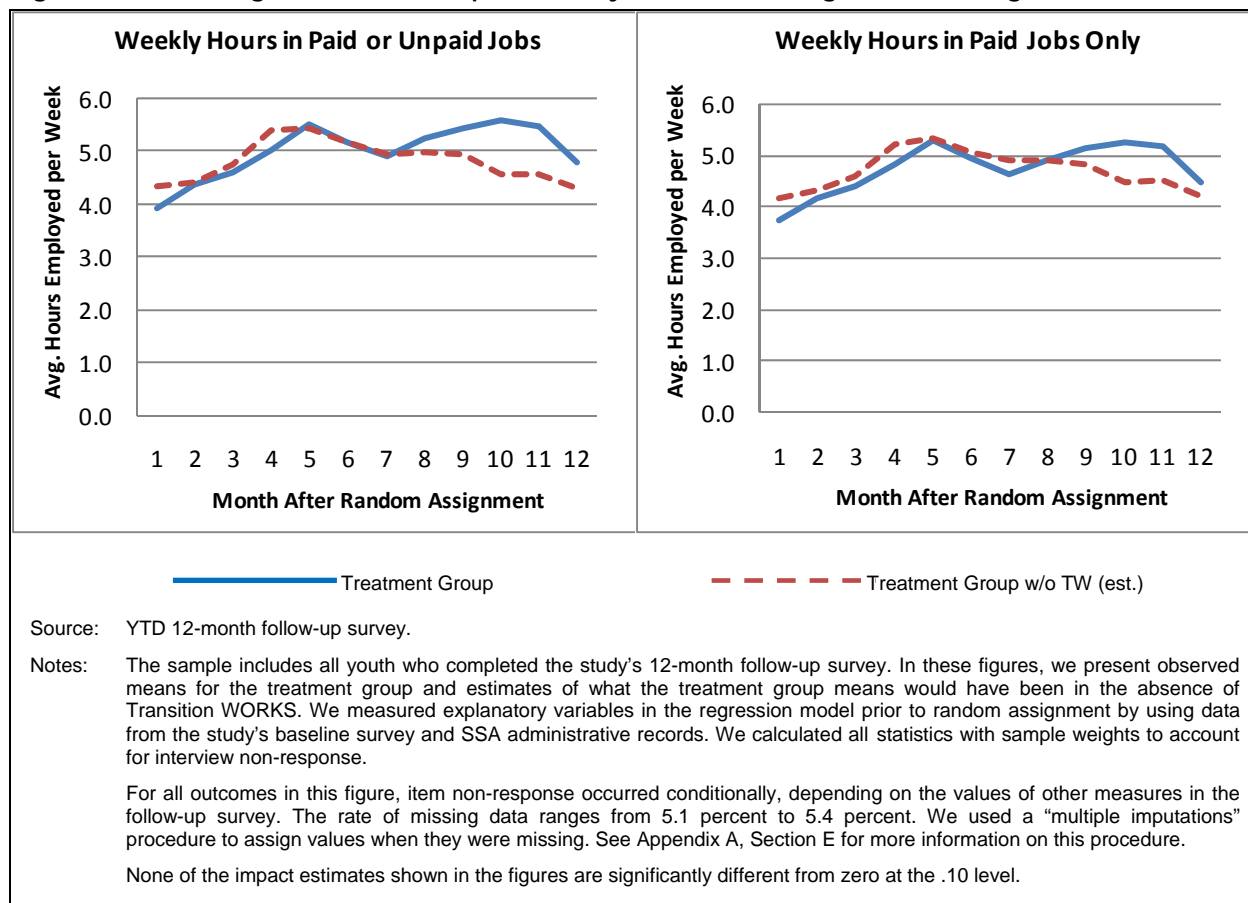 Weekly Hours in Paid or Unpaid Jobs
Avg. Hours Employed per Week
6.0
5.0
4.0
3.0
2.0
1.0
0.0
1 2 3 4 5 6 7 8 9 10 11 12
Month After Random Assignment
Weekly Hours in Paid Jobs Only
Avg. Hours Employed per Week
6.0
5.0
4.0
3.0
2.0
1.0
0.0
1 2 3 4 5 6 7 8 9 10 11 12
Month After Random Assignment
Treatment Group
Treatment Group w/o TW (est.)
Source: YTD 12-month follow-up survey.
Notes: The sample includes all youth who completed the study’s 12-month follow-up survey. In these figures, we present observed
means for the treatment group and estimates of what the treatment group means would have been in the absence of
Transition WORKS. We measured explanatory variables in the regression model prior to random assignment by using data
from the study’s baseline survey and SSA administrative records. We calculated all statistics with sample weights to account
for interview non-response.
For all outcomes in this figure, item non-response occurred conditionally, depending on the values of other measures in the
follow-up survey. The rate of missing data ranges from 5.1 percent to 5.4 percent. We used a “multiple imputations”
procedure to assign values when they were missing. See Appendix A, Section E for more information on this procedure.
None of the impact estimates shown in the figures are significantly different from zero at the .10 level.